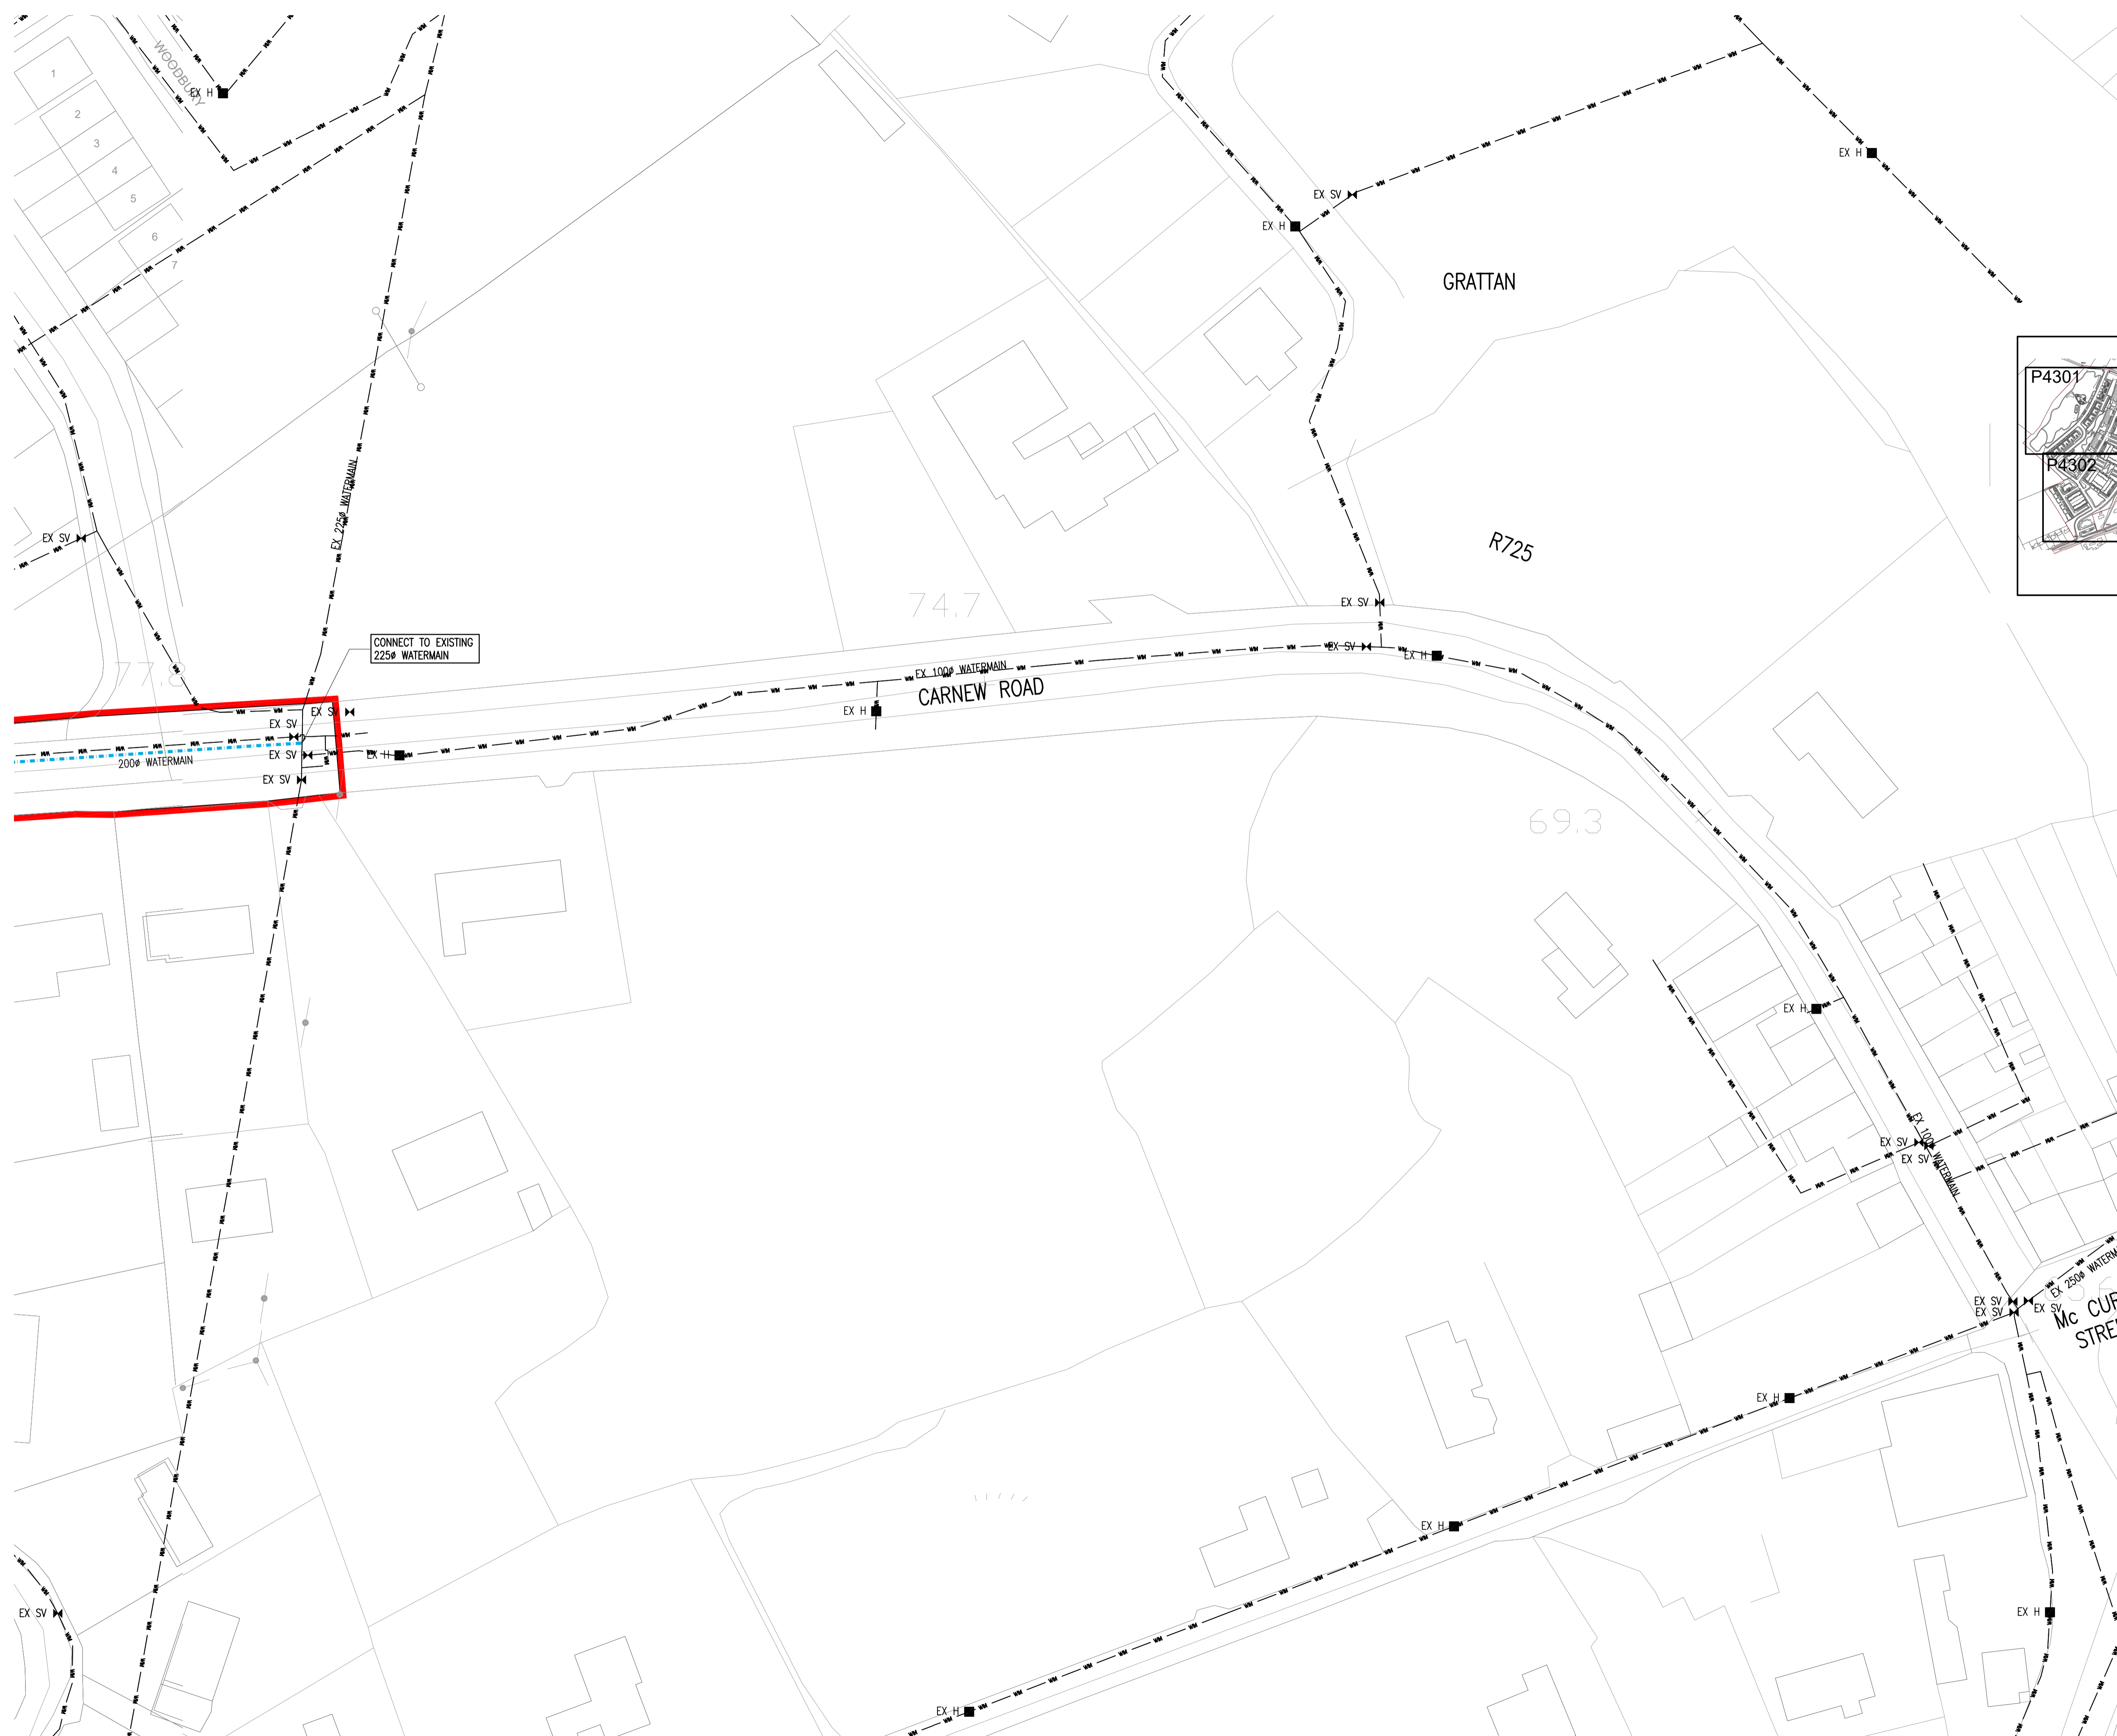 WOODBURY
1
2
3
4
5
6
7
EX H
EX H
EX SV
EX H
GRATTAN
P4301
P4302
EX 225ø WATERMAIN
EX SV
R725
74.7
EX SV
CONNECT TO EXISTING
225ø WATERMAIN
EX SV
EX H
EX 100ø WATERMAIN
CARNEW ROAD
77.8
EX SV
EX H
EX SV
EX SV
EX H
200ø WATERMAIN
EX SV
69.3
EX H
EX SV
EX SV
EX 100
WATERMAIN
EX 250ø WATERM
EX SV
EX SV
EX SV
Mc CUR
STRE
EX H
EX H
EX SV
EX H
EX H